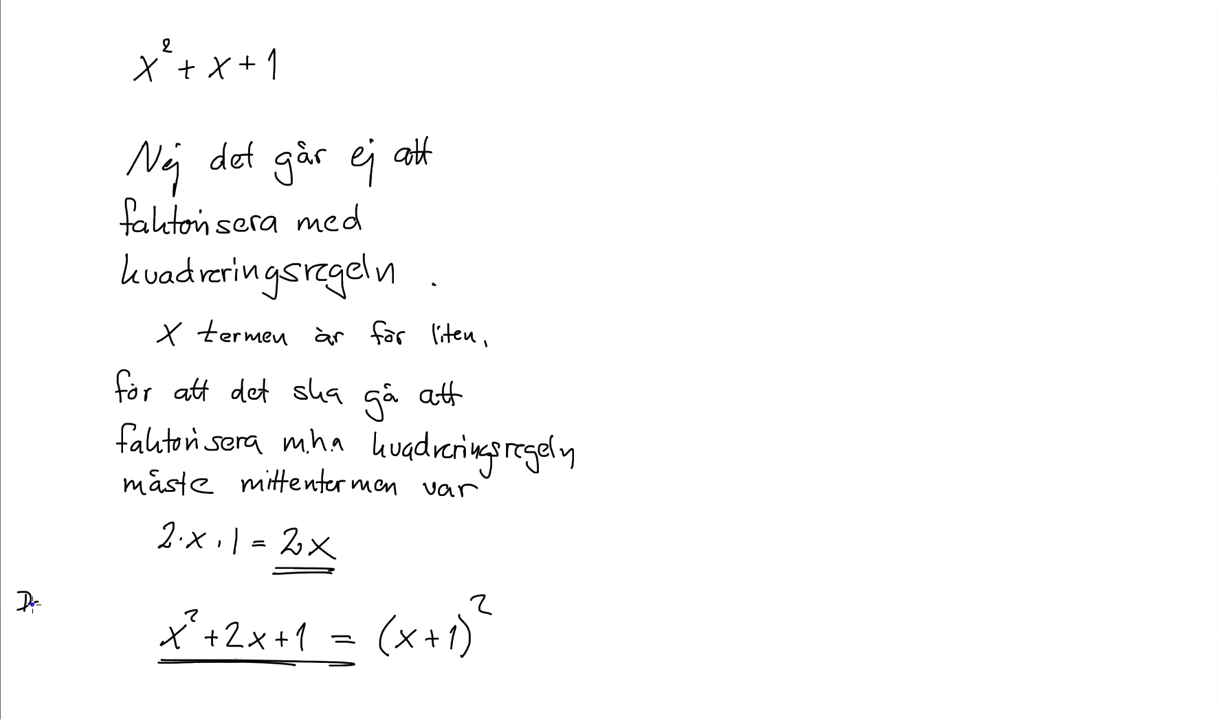 x² + x + 1
Nej det går ej att
faktorisera med
kvadreringsregeln .
X termen är för liten,
för att det ska gå att
faktorisera m.h.a kvadreringsregeln
måste mittentermen var
2·x·1 = 2x
D
x² + 2x + 1 = (x+1)²